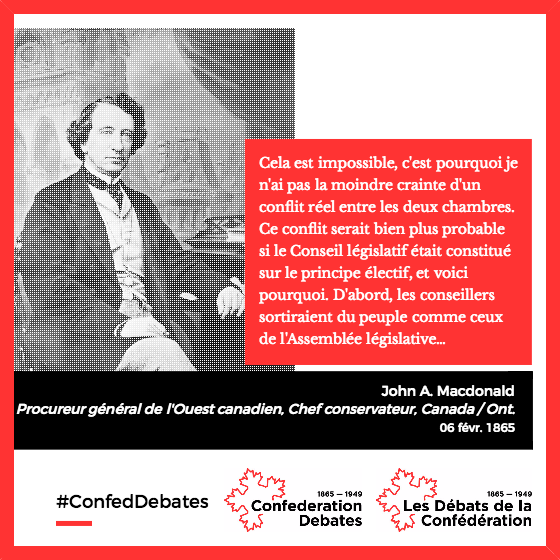 Cela est impossible, c'est pourquoi je
n'ai pas la moindre crainte d'un
conflit réel entre les deux chambres.
Ce conflit serait bien plus probable
si le Conseil législatif était constitué
sur le principe électif, et voici
pourquoi. D'abord, les conseillers
sortiraient du peuple comme ceux
de l'Assemblée législative...
John A. Macdonald
Procureur général de l'Ouest canadien, Chef conservateur, Canada / Ont.
06 févr. 1865
#ConfedDebates
1865 — 1949
Confederation
Debates
1865 — 1949
Les Débats de la
Confédération